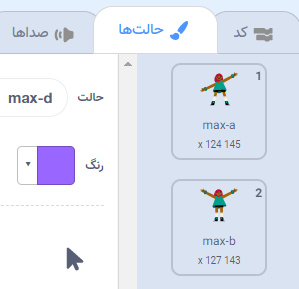 کد
حالت‌ها
صداها
1
max-a
145 x 124
2
max-b
143 x 127
حالت
max-d
رنگ